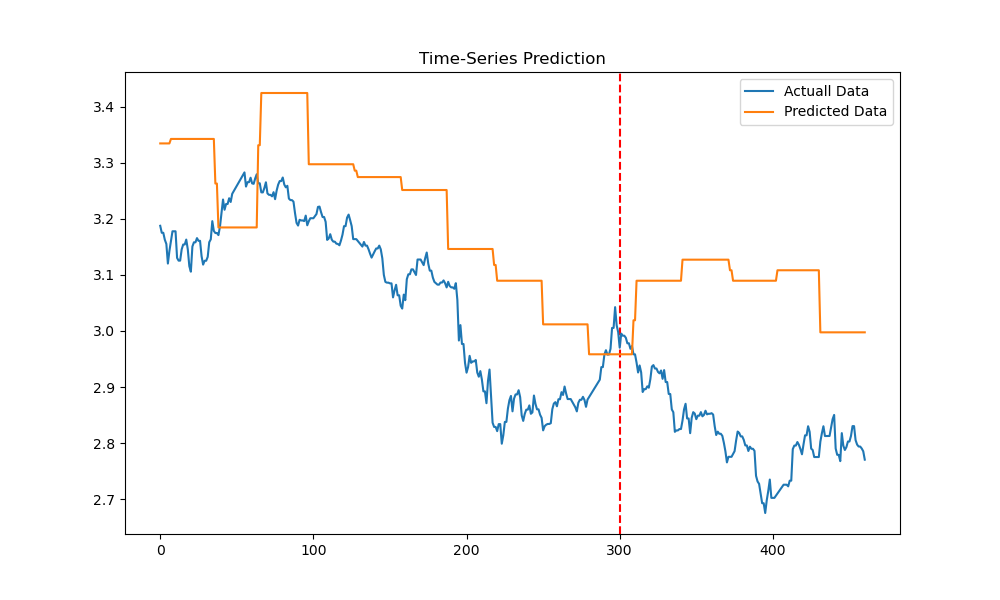 Time-Series Prediction
Actuall Data
Predicted Data
3.4
3.3
3.2
3.1
3.0
2.9
2.8
2.7
0 100 200 300 400